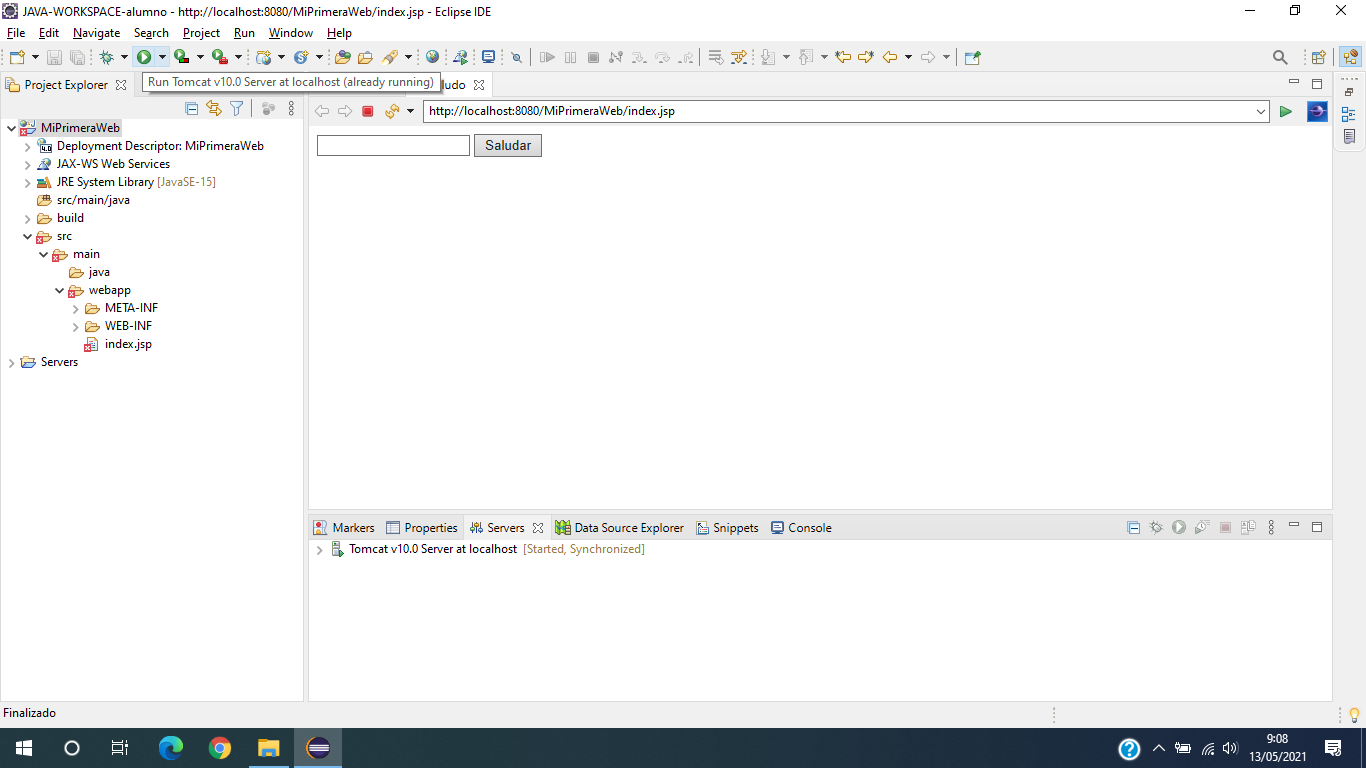 JAVA-WORKSPACE-alumno - http://localhost:8080/MiPrimeraWeb/index.jsp - Eclipse IDE
File Edit Navigate Search Project Run Window Help
Project Explorer
Run Tomcat v10.0 Server at localhost (already running)
ludo
http://localhost:8080/MiPrimeraWeb/index.jsp
Saludar
MiPrimeraWeb
4.0
Deployment Descriptor: MiPrimeraWeb
JAX-WS Web Services
JRE System Library [JavaSE-15]
src/main/java
build
src
main
java
webapp
META-INF
WEB-INF
index.jsp
Servers
Markers Properties Servers Data Source Explorer Snippets Console
Tomcat v10.0 Server at localhost [Started, Synchronized]
Finalizado
9:08
13/05/2021